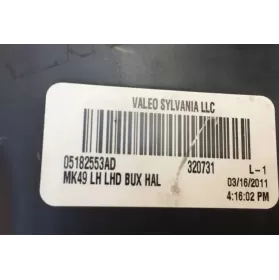 VALEO SYLVANIA LLC
05182553AD 320731 L-1
MK49 LH LHD BUX HAL 03/16/2011
4:16:02 PM